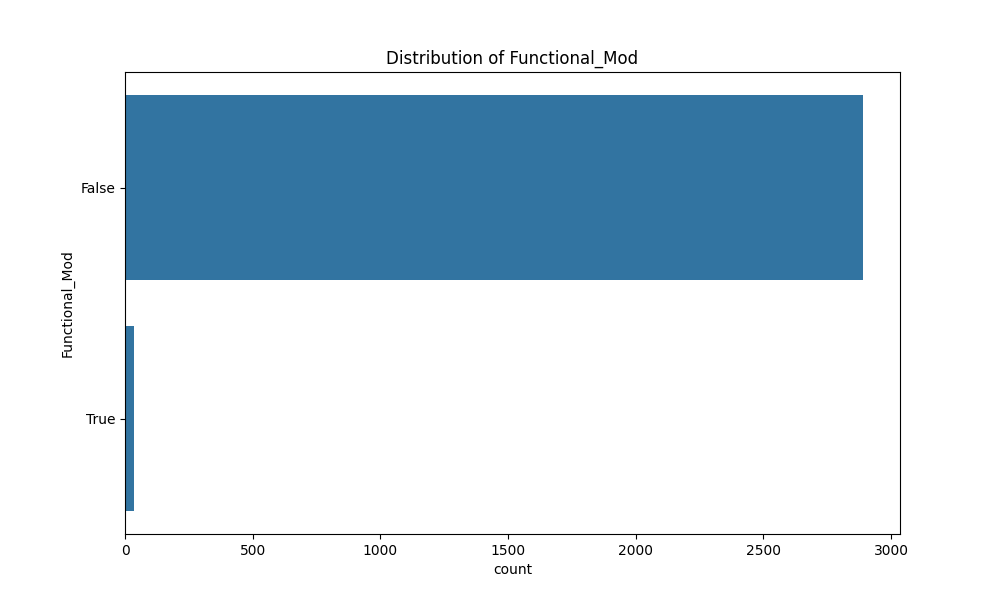 Distribution of Functional_Mod
False
True
Functional_Mod
0 500 1000 1500 2000 2500 3000
count